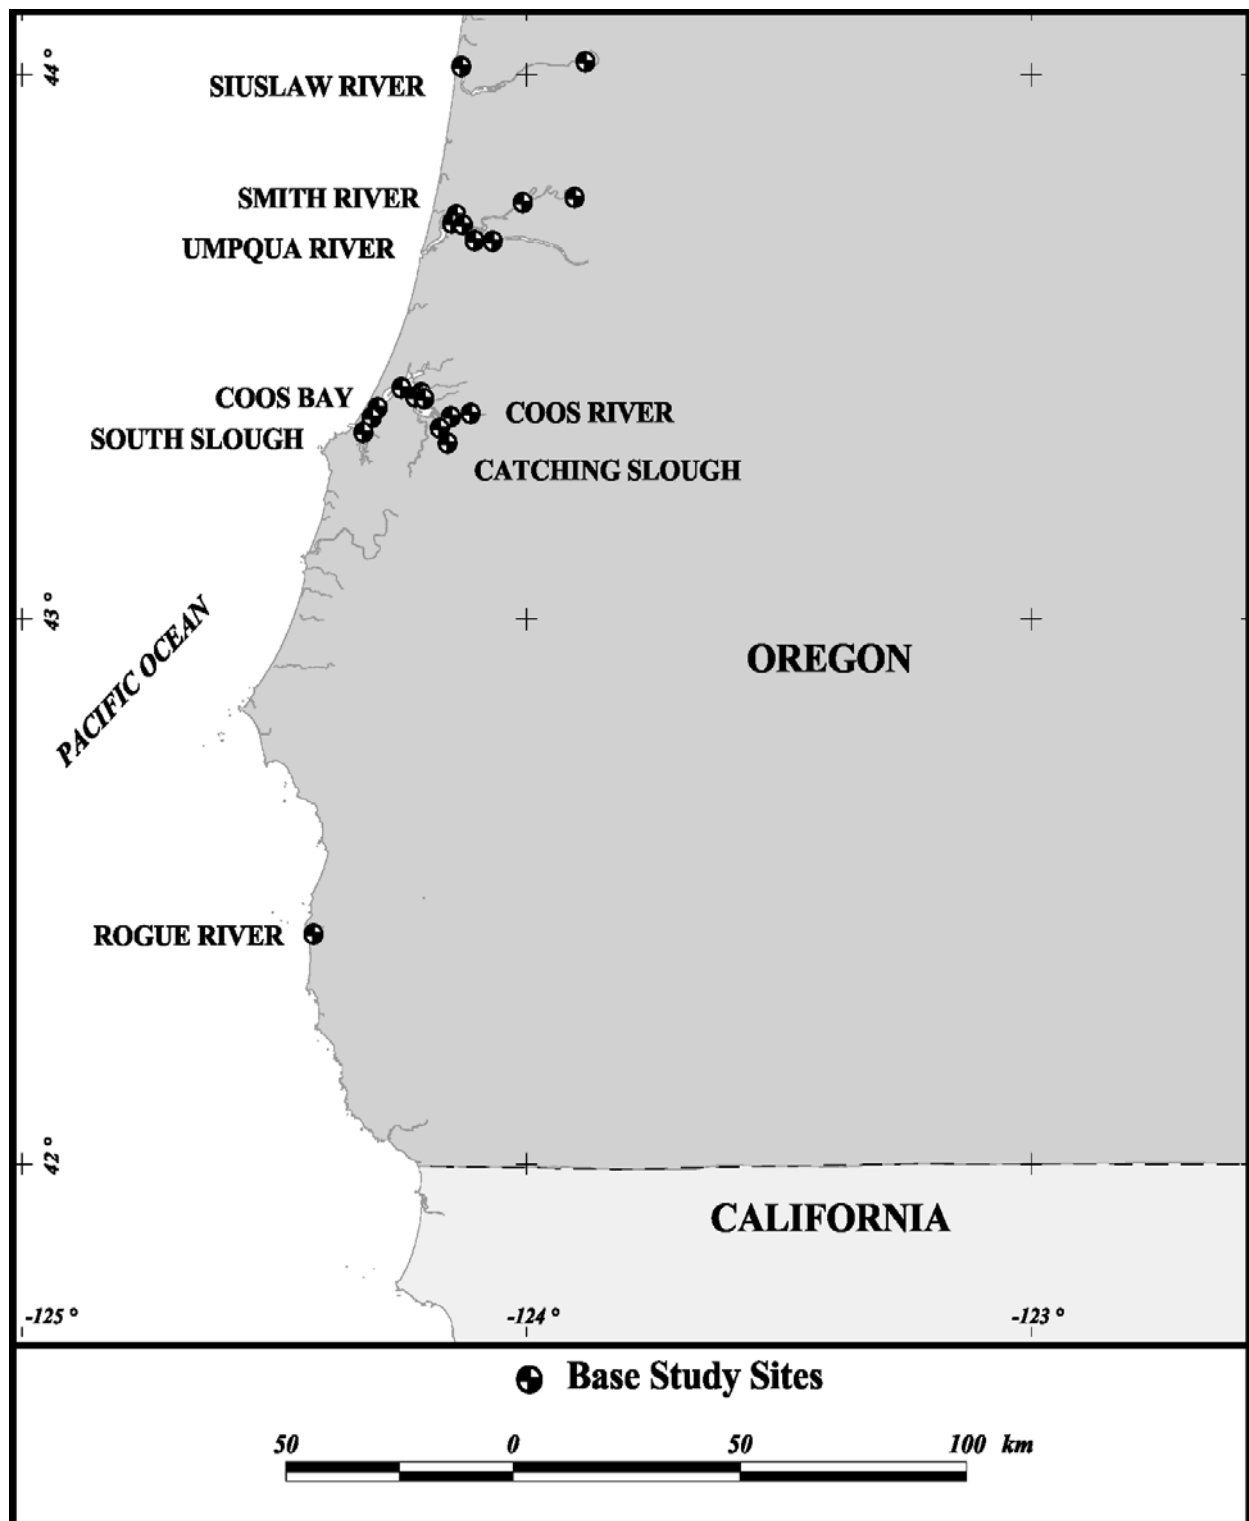 44°
SIUSLAW RIVER
SMITH RIVER
UMPQUA RIVER
COOS BAY
COOS RIVER
SOUTH SLOUGH
CATCHING SLOUGH
43°
PACIFIC OCEAN
OREGON
ROGUE RIVER
42°
CALIFORNIA
-125° -124° -123°
Base Study Sites
50 0 50 100 km